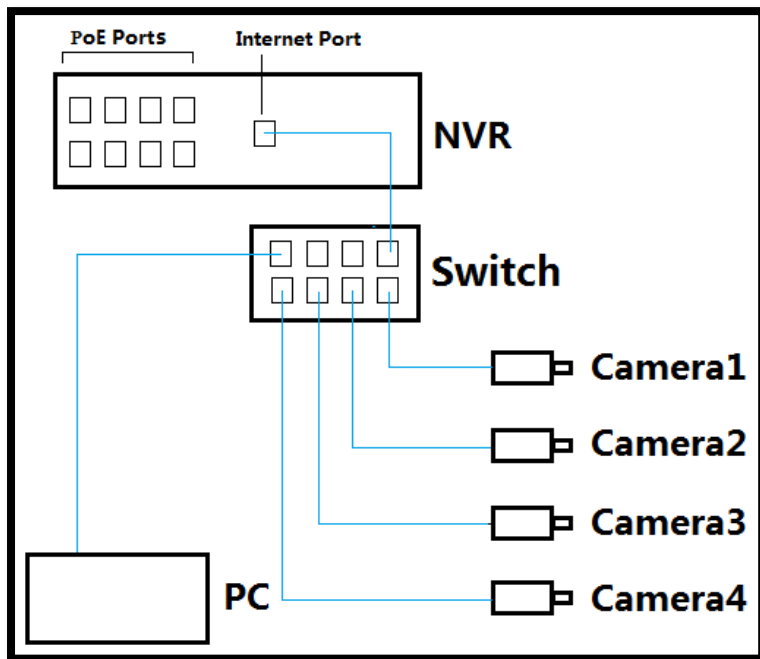 PoE Ports
Internet Port
NVR
Switch
Camera1
Camera2
Camera3
Camera4
PC